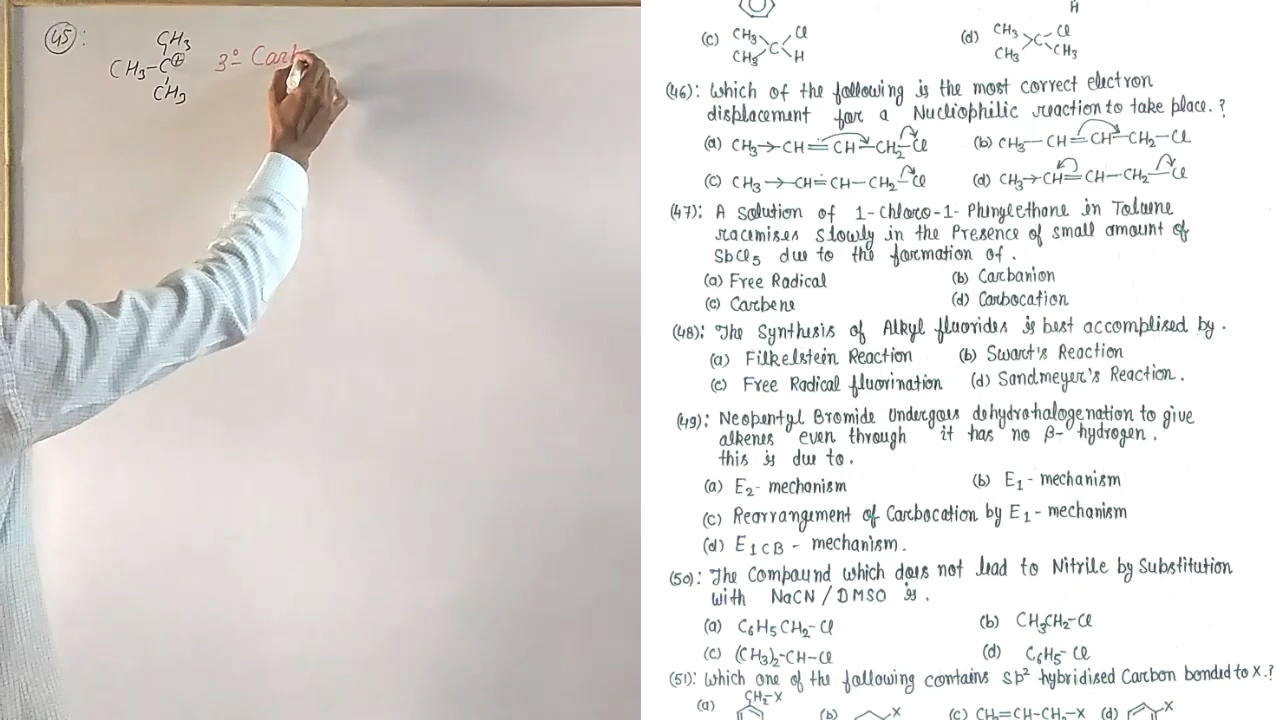 (45):
CH3
CH3-C⊕
CH3
3° Carb
H
(c) CH3 Cl
C
CH3 H
(d) CH3 Cl
C
CH3 CH3
(46): Which of the following is the most correct electron
displacement for a Nucliophilic reaction to take place.?
(a) CH3→CH=CH-CH2-Cl (b) CH3-CH=CH-CH2-Cl
(c) CH3→CH=CH-CH2-Cl (d) CH3→CH=CH-CH2-Cl
(47): A Solution of 1-Chloro-1-Phenylethane in Toluene
racemises slowly in the Presence of small amount of
SbCl5 due to the formation of.
(a) Free Radical (b) Carbanion
(c) Carbene (d) Carbocation
(48): The Synthesis of Alkyl fluorides is best accomplised by.
(a) Filkelstein Reaction (b) Swart's Reaction
(c) Free Radical fluorination (d) Sandmeyer's Reaction.
(49): Neopentyl Bromide Undergoes dehydrohalogenation to give
alkenes even through it has no β- hydrogen.
this is due to.
(a) E2- mechanism (b) E1- mechanism
(c) Rearrangement of Carbocation by E1- mechanism
(d) E1CB - mechanism.
(50): The Compound which does not lead to Nitrile by Substitution
with NaCN/DMSO is.
(a) C6H5CH2-Cl (b) CH3CH2-Cl
(c) (CH3)2-CH-Cl (d) C6H5-Cl
(51): Which one of the following contains sp² hybridised Carbon bonded to X.?
(a) CH2-X (b) X (c) CH2=CH-CH2-X (d) X